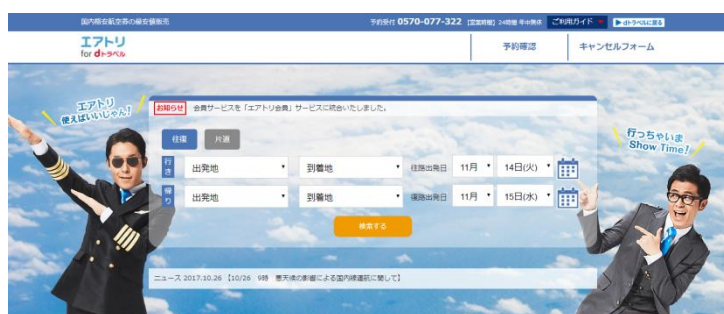 国内格安航空券の最安値販売
予約受付 0570-077-322 [営業時間] 24時間 年中無休 ご利用ガイド dトラベルに戻る
エアトリ
for dトラベル
予約確認 キャンセルフォーム
エアトリ
使えばいいじゃん!
お知らせ 会員サービスを「エアトリ会員」サービスに統合いたしました。
行っちゃいま
Show Time!
往復 片道
行き 出発地 到着地 往路出発日 11月 14日(火)
帰り 出発地 到着地 復路出発日 11月 15日(水)
検索する
ニュース 2017.10.26 【10/26 9時 悪天候の影響による国内線運航に関して】